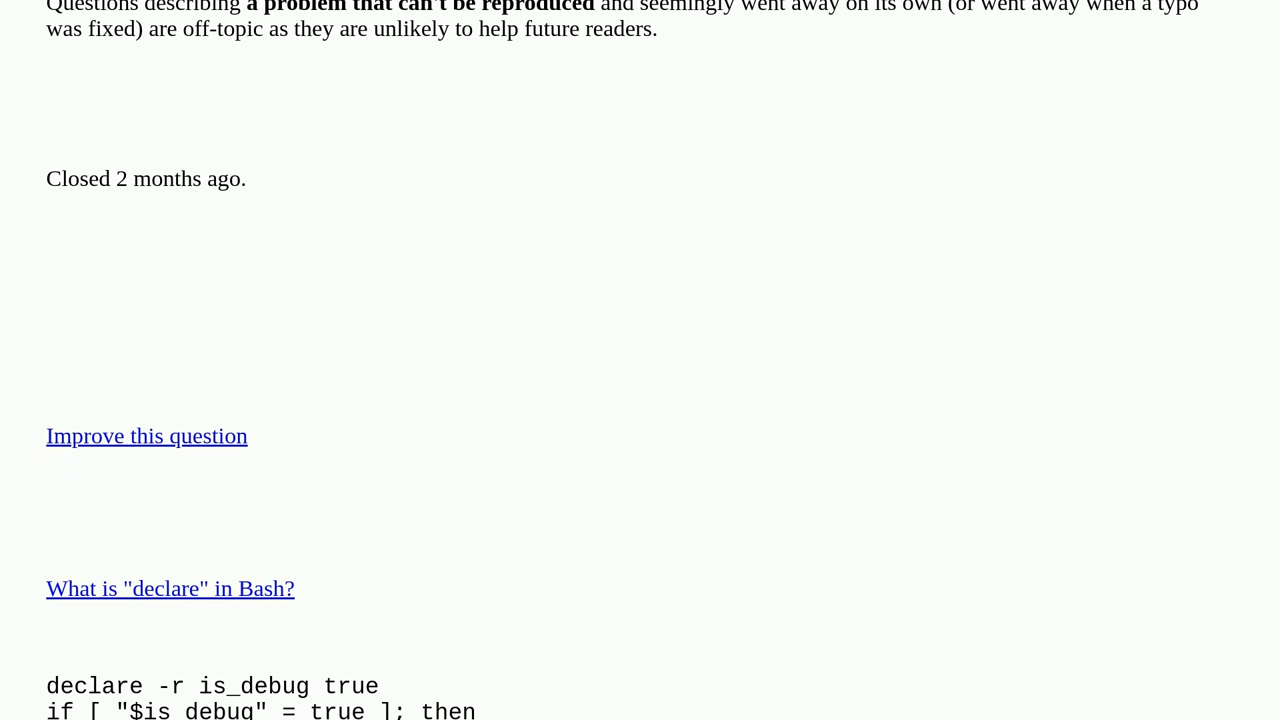 Questions describing a problem that can't be reproduced and seemingly went away on its own (or went away when a typo
was fixed) are off-topic as they are unlikely to help future readers.
Closed 2 months ago.
Improve this question
What is "declare" in Bash?
declare -r is_debug true
if [ "$is_debug" = true ]; then